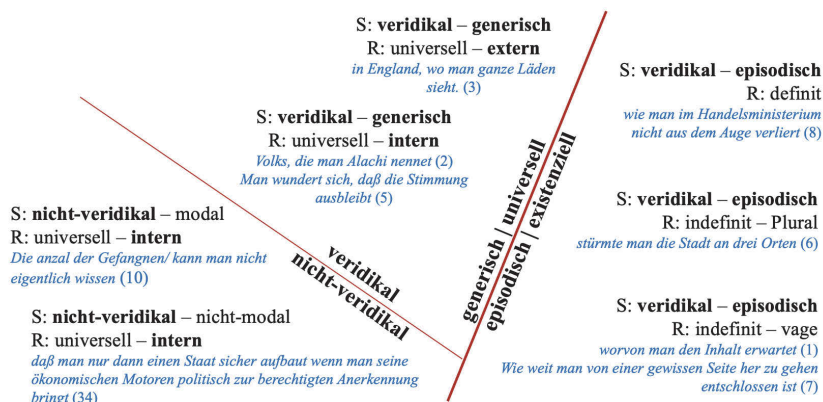 S: veridikal – generisch
R: universell – extern
in England, wo man ganze Läden
sieht. (3)
S: veridikal – generisch
R: universell – intern
Volks, die man Alachi nennet (2)
Man wundert sich, daß die Stimmung
ausbleibt (5)
S: nicht-veridikal – modal
R: universell – intern
Die anzal der Gefangnen/ kann man nicht
eigentlich wissen (10)
S: nicht-veridikal – nicht-modal
R: universell – intern
daß man nur dann einen Staat sicher aufbaut wenn man seine
ökonomischen Motoren politisch zur berechtigten Anerkennung
bringt (34)
veridikal
nicht-veridikal
generisch | universell
episodisch | existenziell
S: veridikal – episodisch
R: definit
wie man im Handelsministerium
nicht aus dem Auge verliert (8)
S: veridikal – episodisch
R: indefinit – Plural
stürmte man die Stadt an drei Orten (6)
S: veridikal – episodisch
R: indefinit – vage
worvon man den Inhalt erwartet (1)
Wie weit man von einer gewissen Seite her zu gehen
entschlossen ist (7)